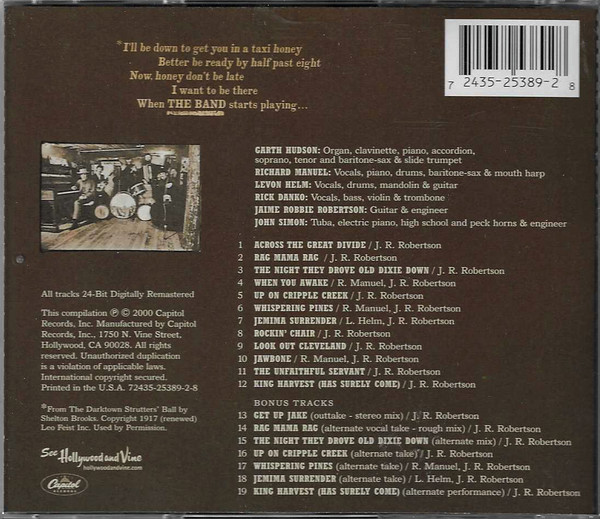 *I'll be down to get you in a taxi honey
Better be ready by half past eight
Now, honey don't be late
I want to be there
When THE BAND starts playing...
7 2435-25389-2 8
GARTH HUDSON: Organ, clavinette, piano, accordion,
soprano, tenor and baritone-sax & slide trumpet
RICHARD MANUEL: Vocals, piano, drums, baritone-sax & mouth harp
LEVON HELM: Vocals, drums, mandolin & guitar
RICK DANKO: Vocals, bass, violin & trombone
JAIME ROBBIE ROBERTSON: Guitar & engineer
JOHN SIMON: Tuba, electric piano, high school and peck horns & engineer
1 ACROSS THE GREAT DIVIDE / J. R. Robertson
2 RAG MAMA RAG / J. R. Robertson
3 THE NIGHT THEY DROVE OLD DIXIE DOWN / J. R. Robertson
4 WHEN YOU AWAKE / R. Manuel, J. R. Robertson
5 UP ON CRIPPLE CREEK / J. R. Robertson
6 WHISPERING PINES / R. Manuel, J. R. Robertson
7 JEMIMA SURRENDER / L. Helm, J. R. Robertson
8 ROCKIN' CHAIR / J. R. Robertson
9 LOOK OUT CLEVELAND / J. R. Robertson
10 JAWBONE / R. Manuel, J. R. Robertson
11 THE UNFAITHFUL SERVANT / J. R. Robertson
12 KING HARVEST (HAS SURELY COME) / J. R. Robertson
BONUS TRACKS
13 GET UP JAKE (outtake - stereo mix) / J. R. Robertson
14 RAG MAMA RAG (alternate vocal take - rough mix) / J. R. Robertson
15 THE NIGHT THEY DROVE OLD DIXIE DOWN (alternate mix) / J. R. Robertson
16 UP ON CRIPPLE CREEK (alternate take) / J. R. Robertson
17 WHISPERING PINES (alternate take) / R. Manuel, J. R. Robertson
18 JEMIMA SURRENDER (alternate take) / L. Helm, J. R. Robertson
19 KING HARVEST (HAS SURELY COME) (alternate performance) / J. R. Robertson
All tracks 24-Bit Digitally Remastered
This compilation ℗ © 2000 Capitol
Records, Inc. Manufactured by Capitol
Records, Inc., 1750 N. Vine Street,
Hollywood, CA 90028. All rights
reserved. Unauthorized duplication
is a violation of applicable laws.
International copyright secured.
Printed in the U.S.A. 72435-25389-2-8
*From The Darktown Strutters' Ball by
Shelton Brooks. Copyright 1917 (renewed)
Leo Feist Inc. Used by Permission.
See Hollywood and Vine
hollywoodandvine.com
Capitol
RECORDS